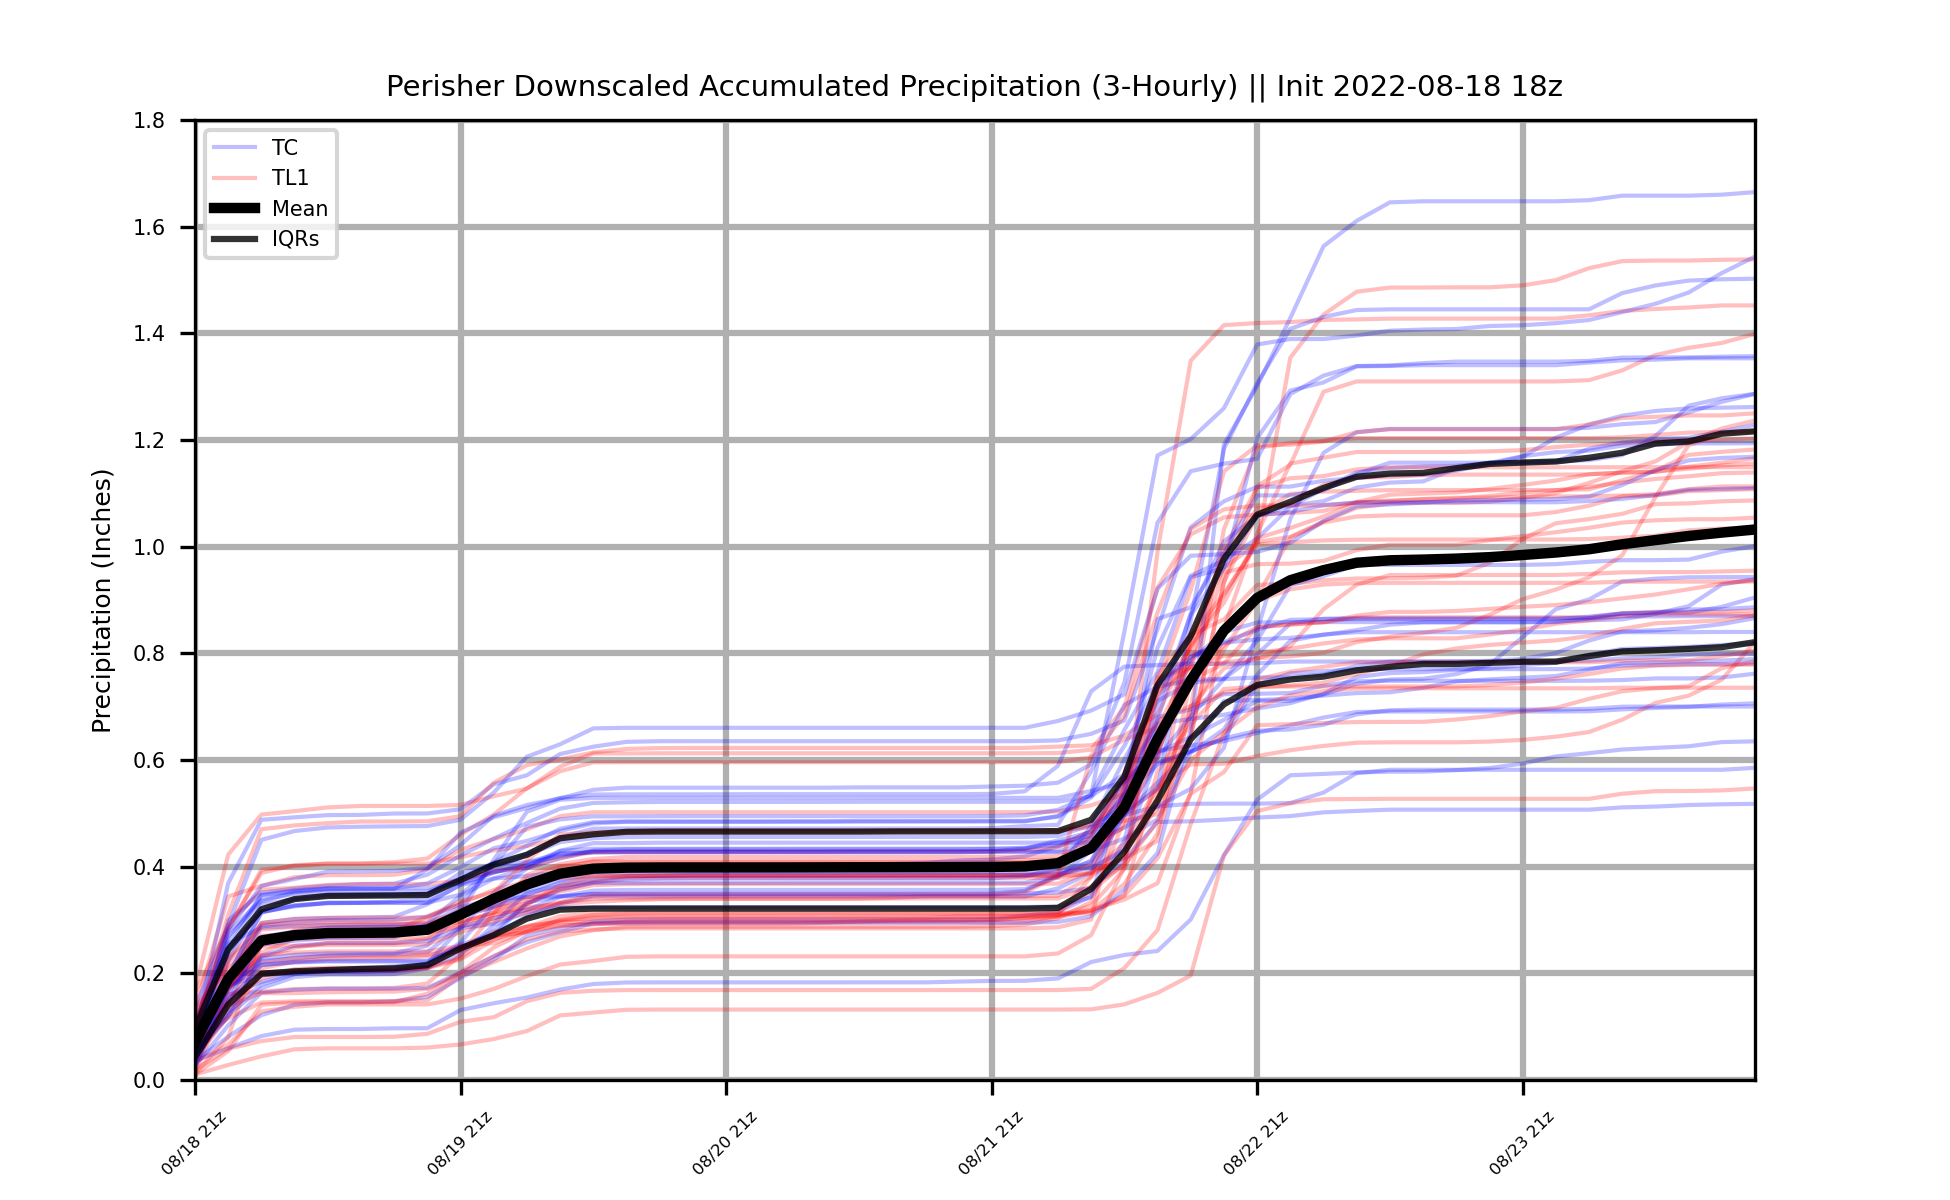 Perisher Downscaled Accumulated Precipitation (3-Hourly) || Init 2022-08-18 18z
TC
TL1
Mean
IQRs
Precipitation (Inches)
1.8
1.6
1.4
1.2
1.0
0.8
0.6
0.4
0.2
0.0
08/18 21z
08/19 21z
08/20 21z
08/21 21z
08/22 21z
08/23 21z